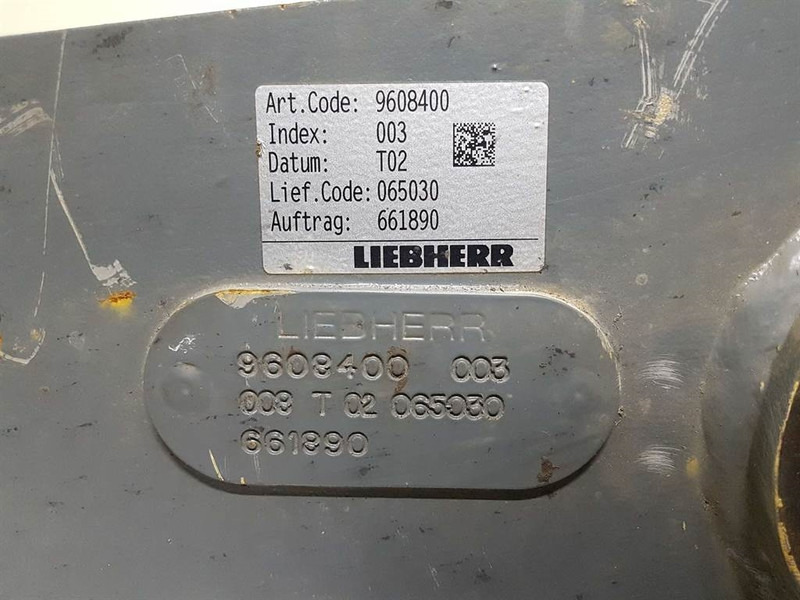 Art.Code: 9608400
Index: 003
Datum: T02
Lief.Code: 065030
Auftrag: 661890
LIEBHERR
LIEBHERR
9608400 003
003 T 02 065030
661890